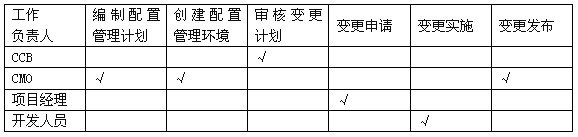 工作 编制配置 创建配置 审核变更 变更申请 变更实施 变更发布
负责人 管理计划 管理环境 计划
CCB √
CMO √ √ √
项目经理 √
开发人员 √